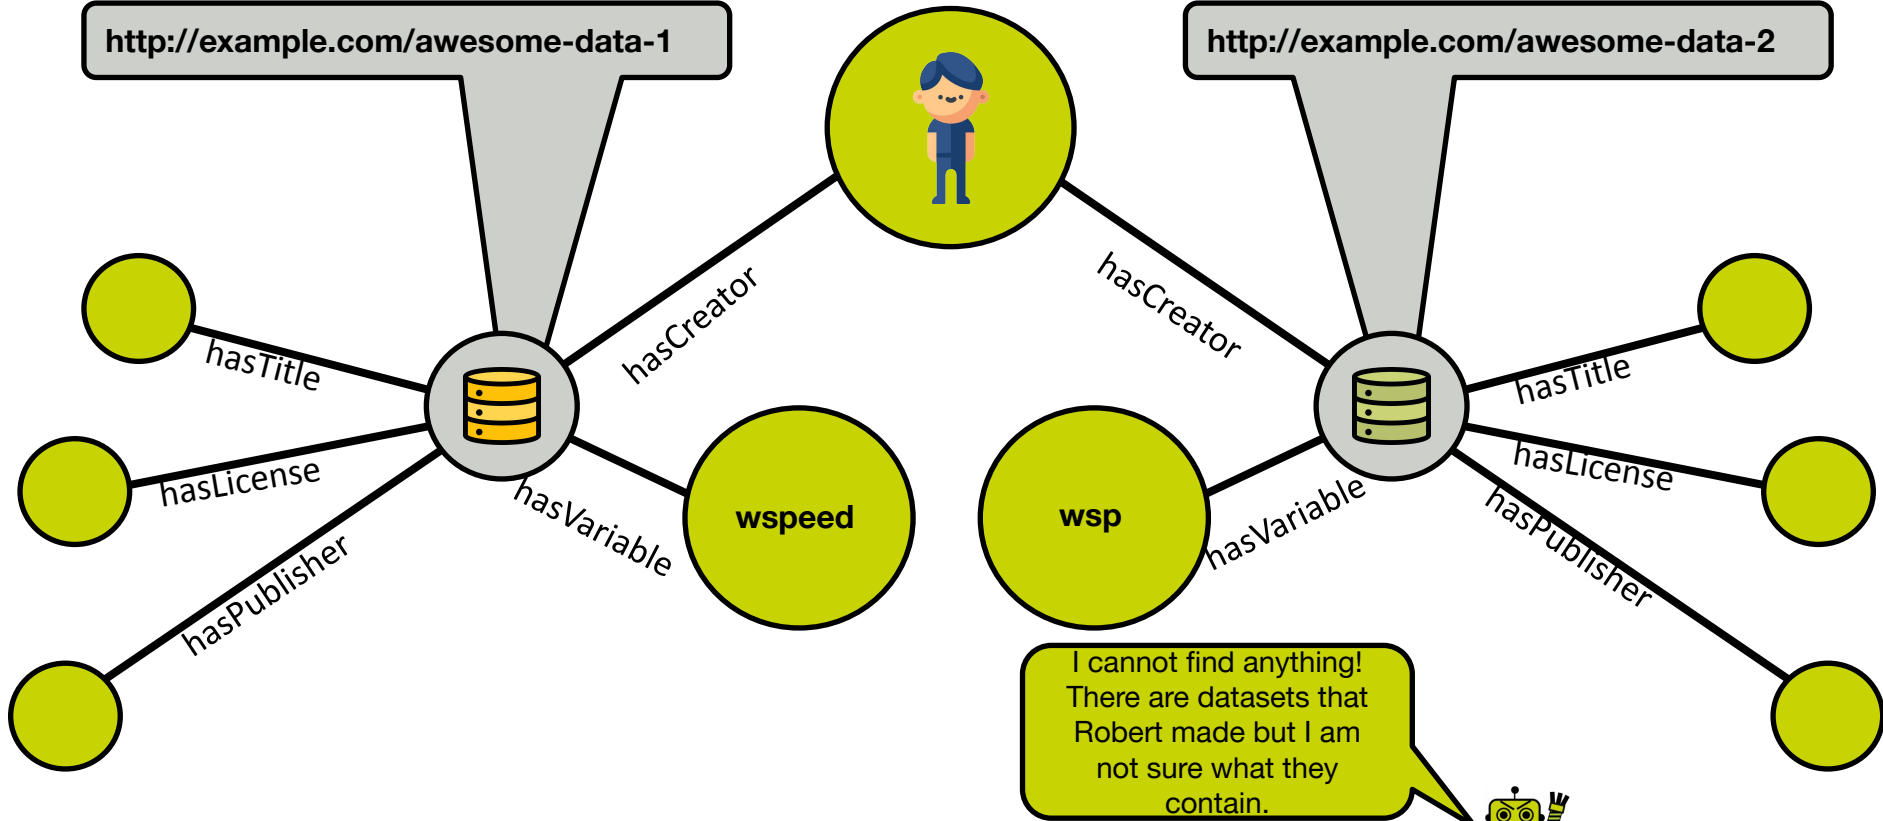 http://example.com/awesome-data-1
http://example.com/awesome-data-2
hasCreator
hasCreator
hasTitle
hasTitle
hasLicense
hasLicense
hasVariable
wspeed
wsp
hasVariable
hasPublisher
hasPublisher
I cannot find anything!
There are datasets that
Robert made but I am
not sure what they
contain.